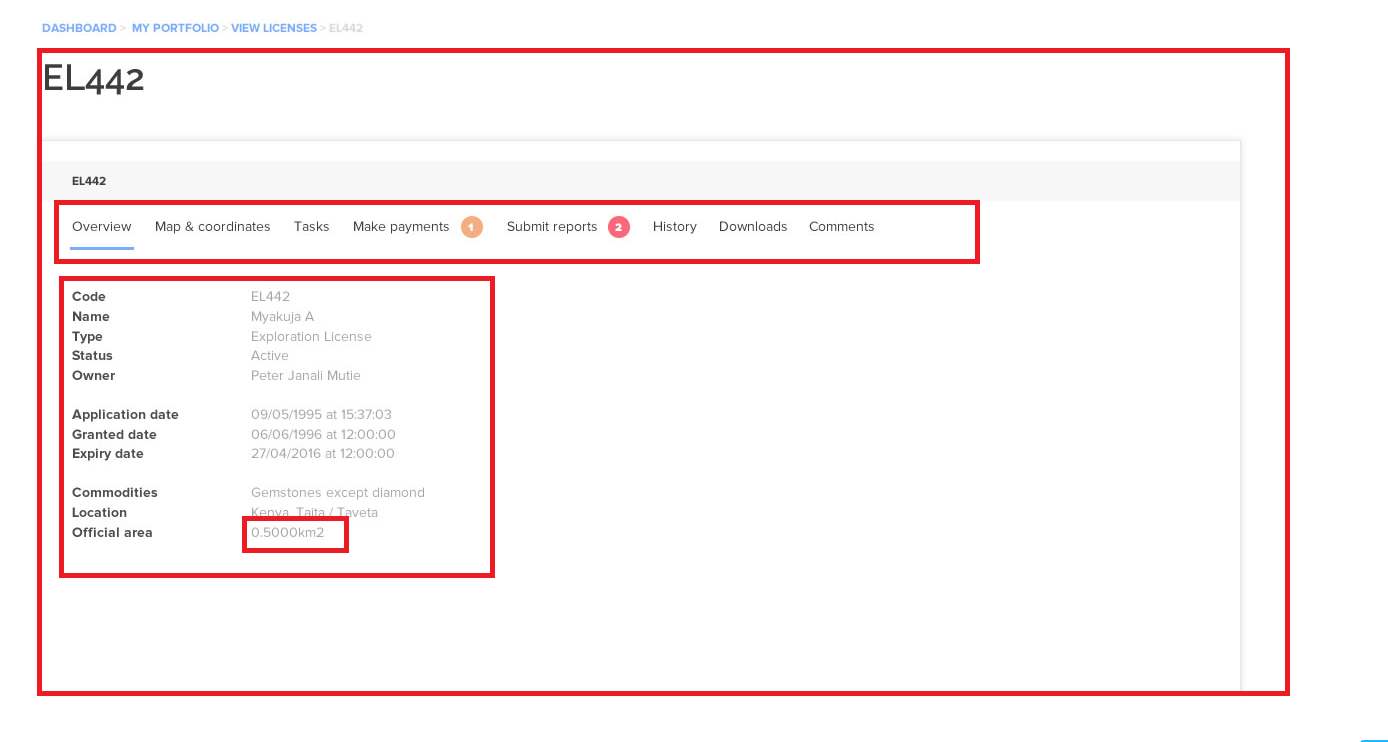 DASHBOARD > MY PORTFOLIO > VIEW LICENSES > EL442
EL442
EL442
Overview Map & coordinates Tasks Make payments 1 Submit reports 2 History Downloads Comments
Code EL442
Name Myakuja A
Type Exploration License
Status Active
Owner Peter Janali Mutie
Application date 09/05/1995 at 15:37:03
Granted date 06/06/1996 at 12:00:00
Expiry date 27/04/2016 at 12:00:00
Commodities Gemstones except diamond
Location Kenya, Taita / Taveta
Official area 0.5000km2